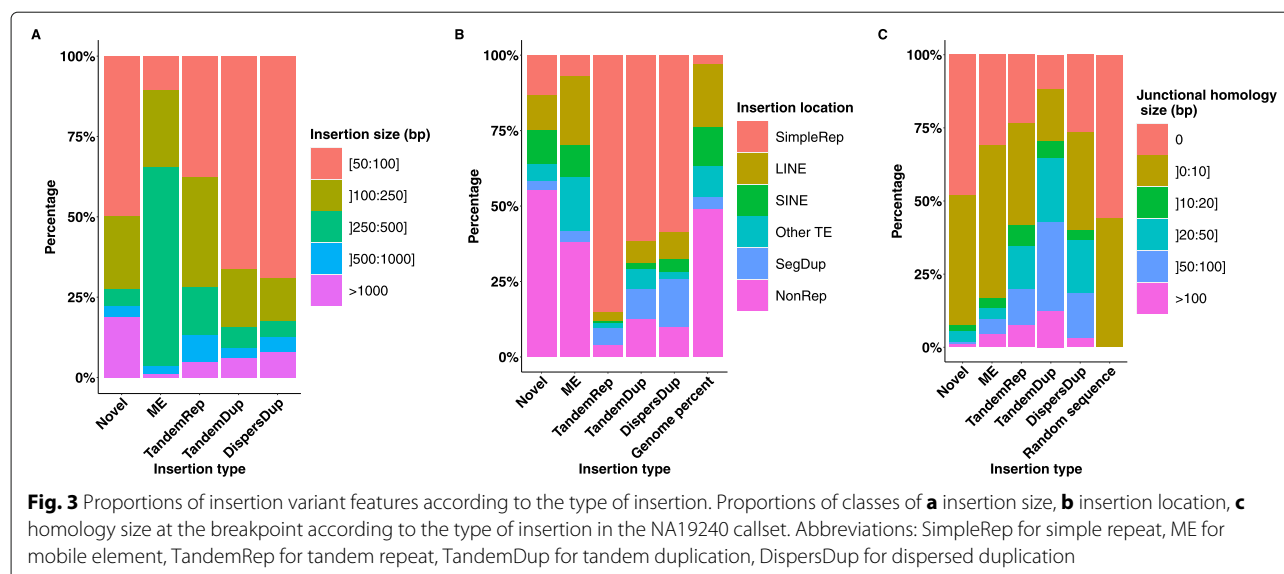 A
Percentage
100%
75%
50%
25%
0%
Novel
ME
TandemRep
TandemDup
DispersDup
Insertion type
Insertion size (bp)
[50:100]
]100:250]
]250:500]
]500:1000]
>1000
B
Percentage
100%
75%
50%
25%
0%
Novel
ME
TandemRep
TandemDup
DispersDup
Genome percent
Insertion type
Insertion location
SimpleRep
LINE
SINE
Other TE
SegDup
NonRep
C
Percentage
100%
75%
50%
25%
0%
Novel
ME
TandemRep
TandemDup
DispersDup
Random sequence
Insertion type
Junctional homology
size (bp)
0
]0:10]
]10:20]
]20:50]
]50:100]
>100
Fig. 3 Proportions of insertion variant features according to the type of insertion. Proportions of classes of a insertion size, b insertion location, c
homology size at the breakpoint according to the type of insertion in the NA19240 callset. Abbreviations: SimpleRep for simple repeat, ME for
mobile element, TandemRep for tandem repeat, TandemDup for tandem duplication, DispersDup for dispersed duplication